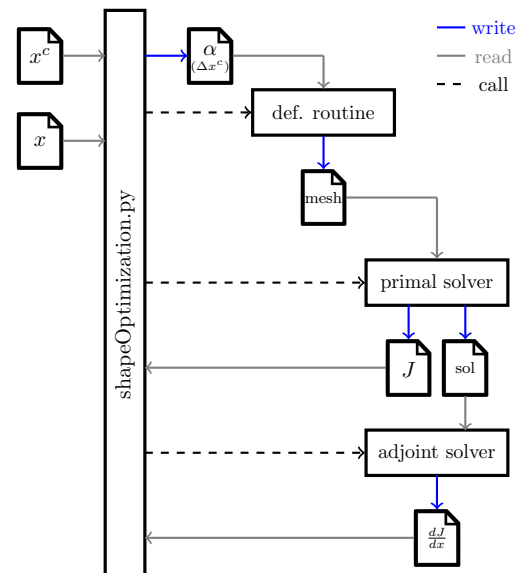 x^c
α
(Δx^c)
write
read
call
def. routine
x
mesh
shapeOptimization.py
primal solver
J
sol
adjoint solver
dJ
dx